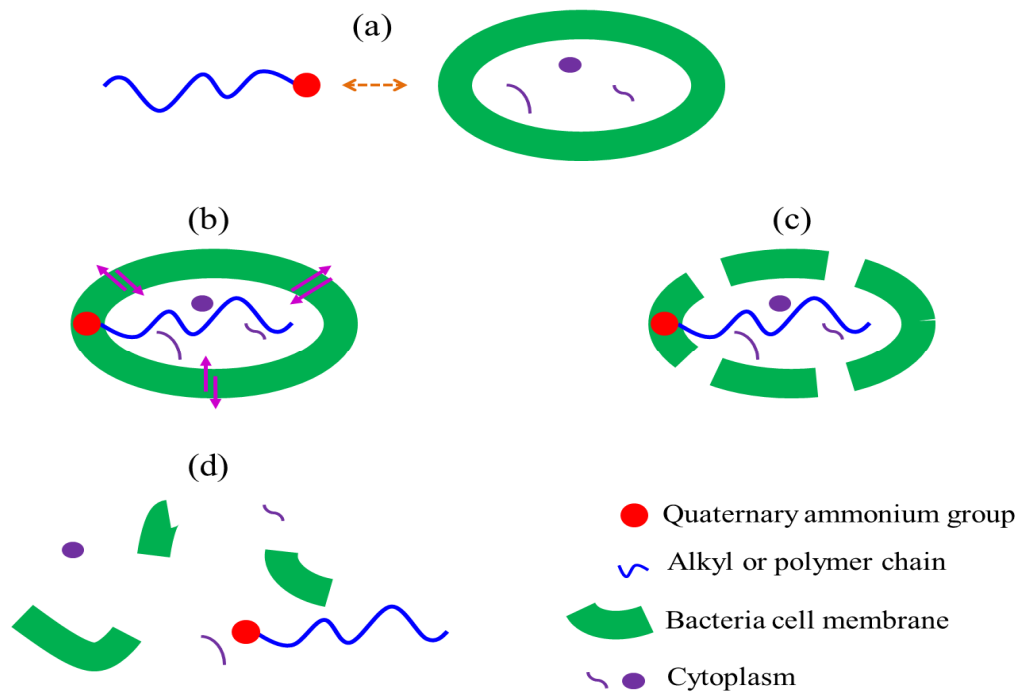 (a)
(b)
(c)
(d)
Quaternary ammonium group
Alkyl or polymer chain
Bacteria cell membrane
Cytoplasm